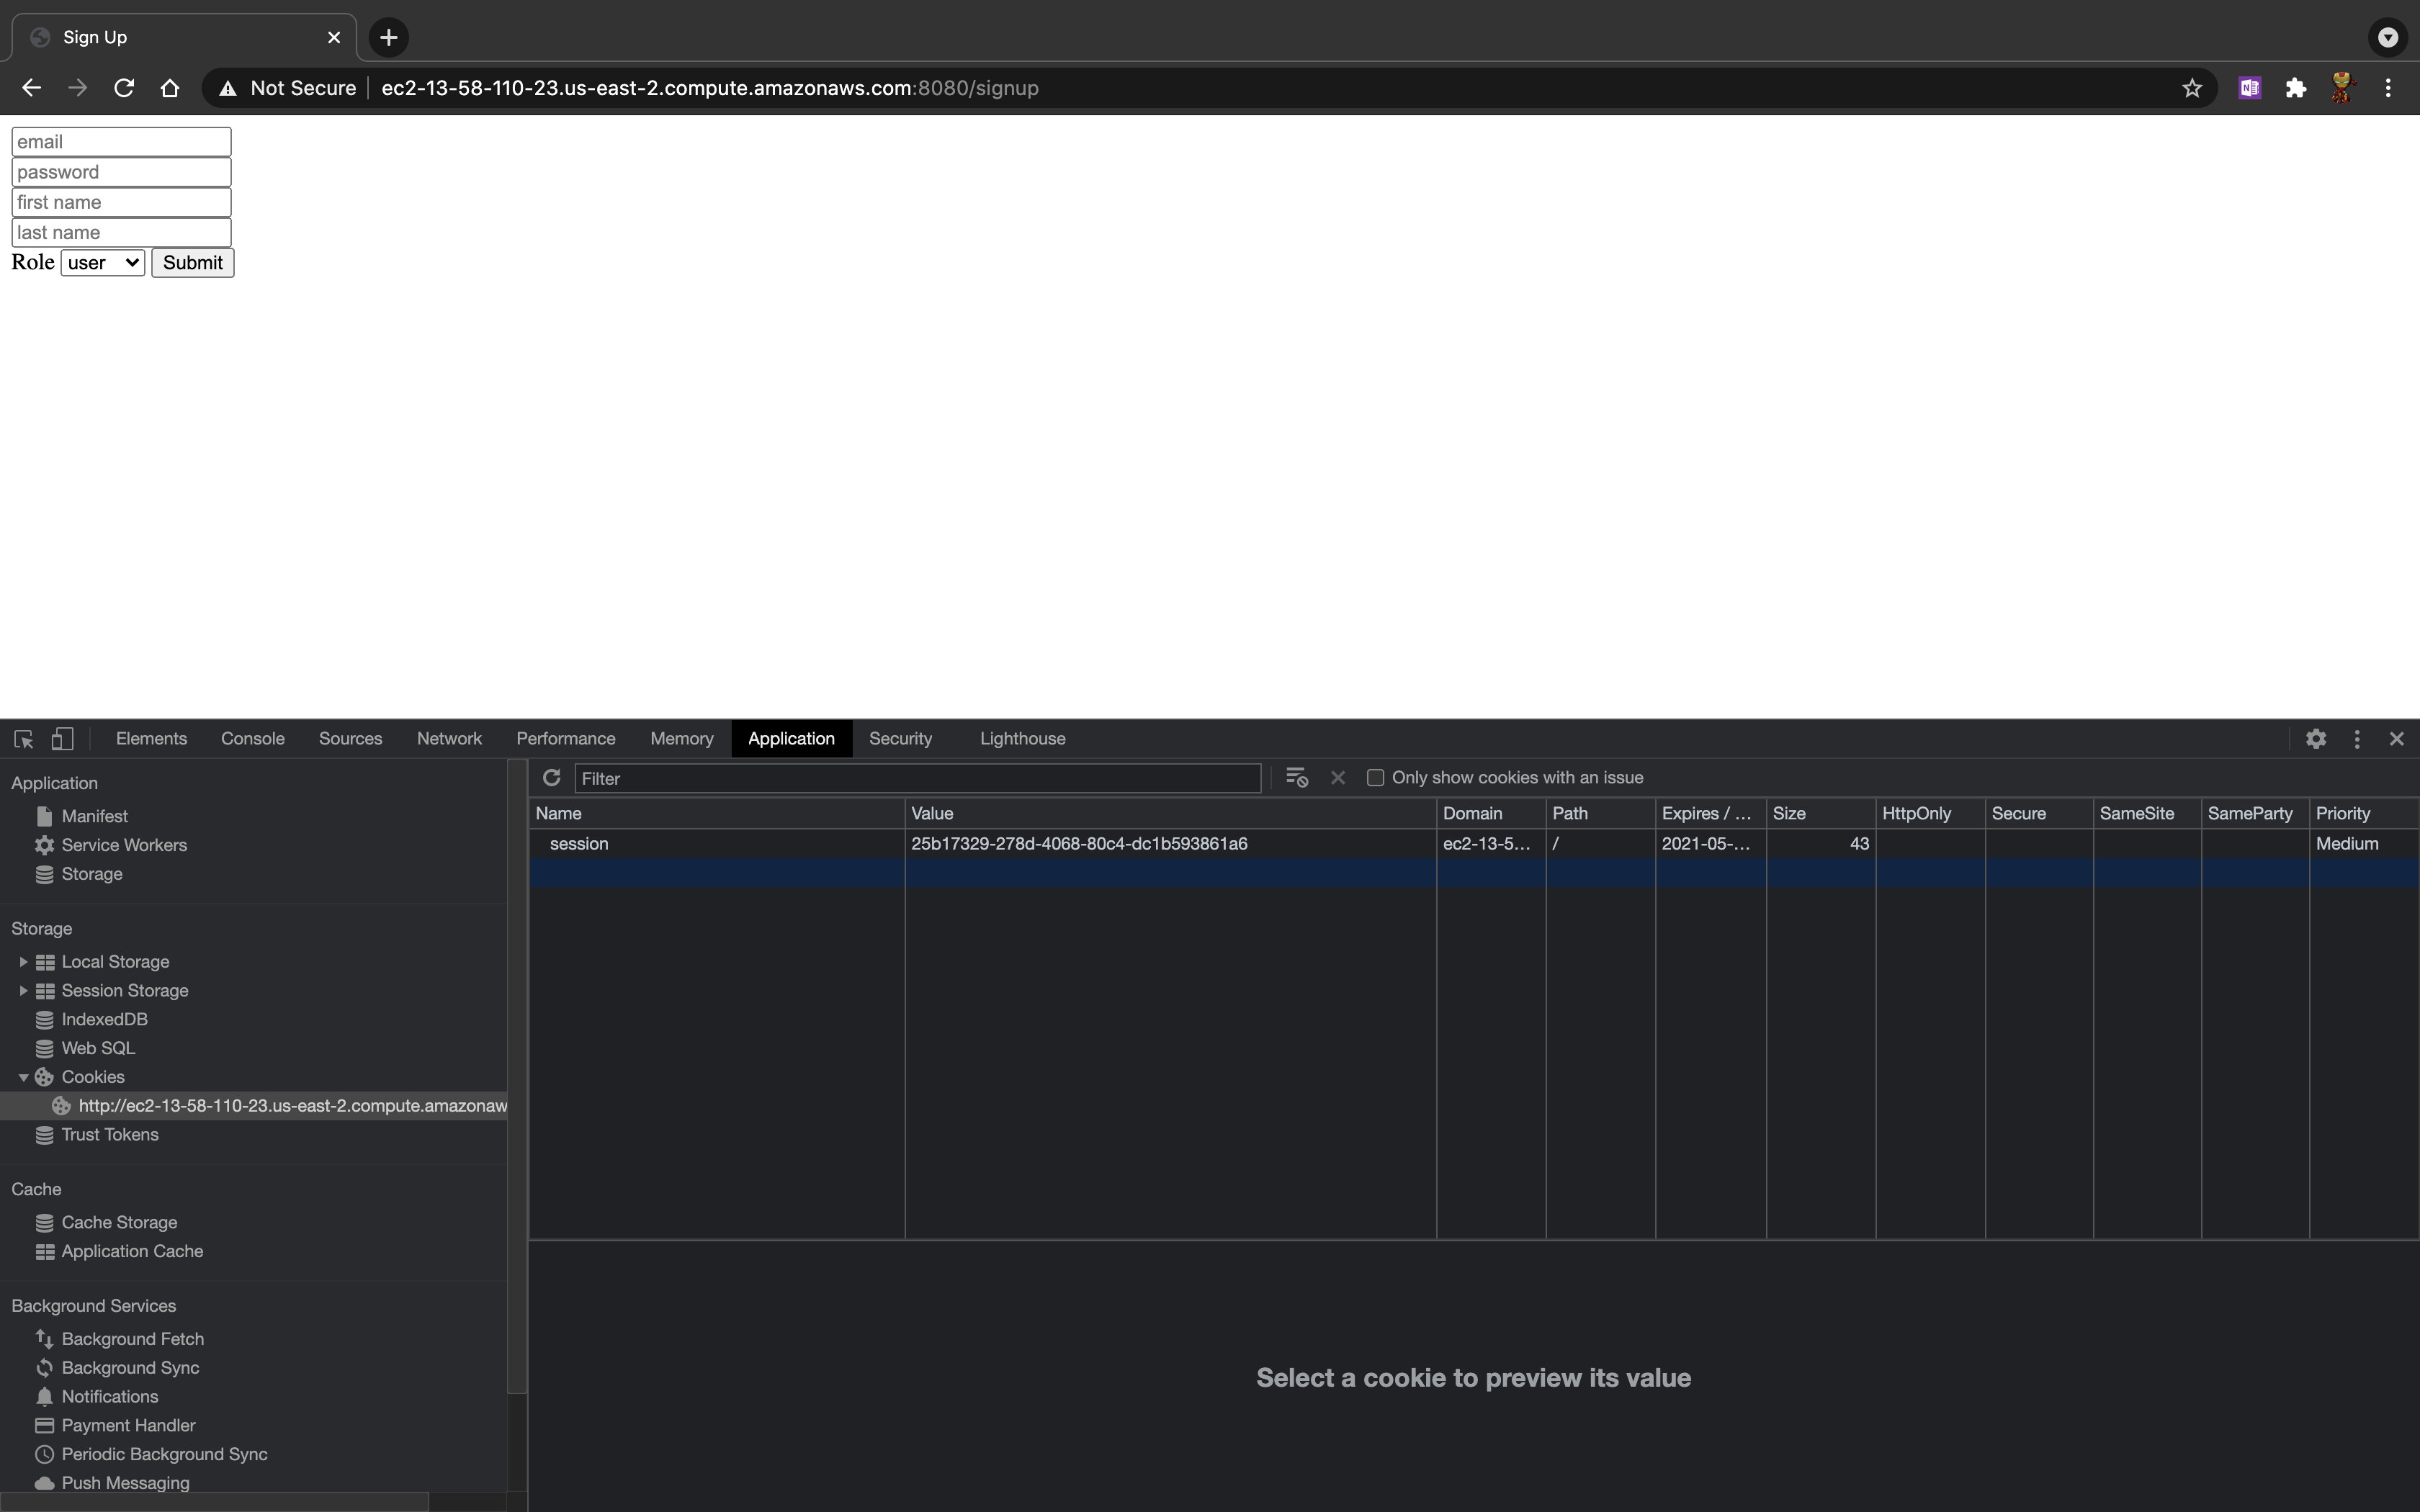 Sign Up
Not Secure ec2-13-58-110-23.us-east-2.compute.amazonaws.com:8080/signup
email
password
first name
last name
Role user Submit
Elements Console Sources Network Performance Memory Application Security Lighthouse
Application
Manifest
Service Workers
Storage
Storage
Local Storage
Session Storage
IndexedDB
Web SQL
Cookies
http://ec2-13-58-110-23.us-east-2.compute.amazonaw
Trust Tokens
Cache
Cache Storage
Application Cache
Background Services
Background Fetch
Background Sync
Notifications
Payment Handler
Periodic Background Sync
Push Messaging
Filter Only show cookies with an issue
Name Value Domain Path Expires / ... Size HttpOnly Secure SameSite SameParty Priority
session 25b17329-278d-4068-80c4-dc1b593861a6 ec2-13-5... / 2021-05-... 43 Medium
Select a cookie to preview its value